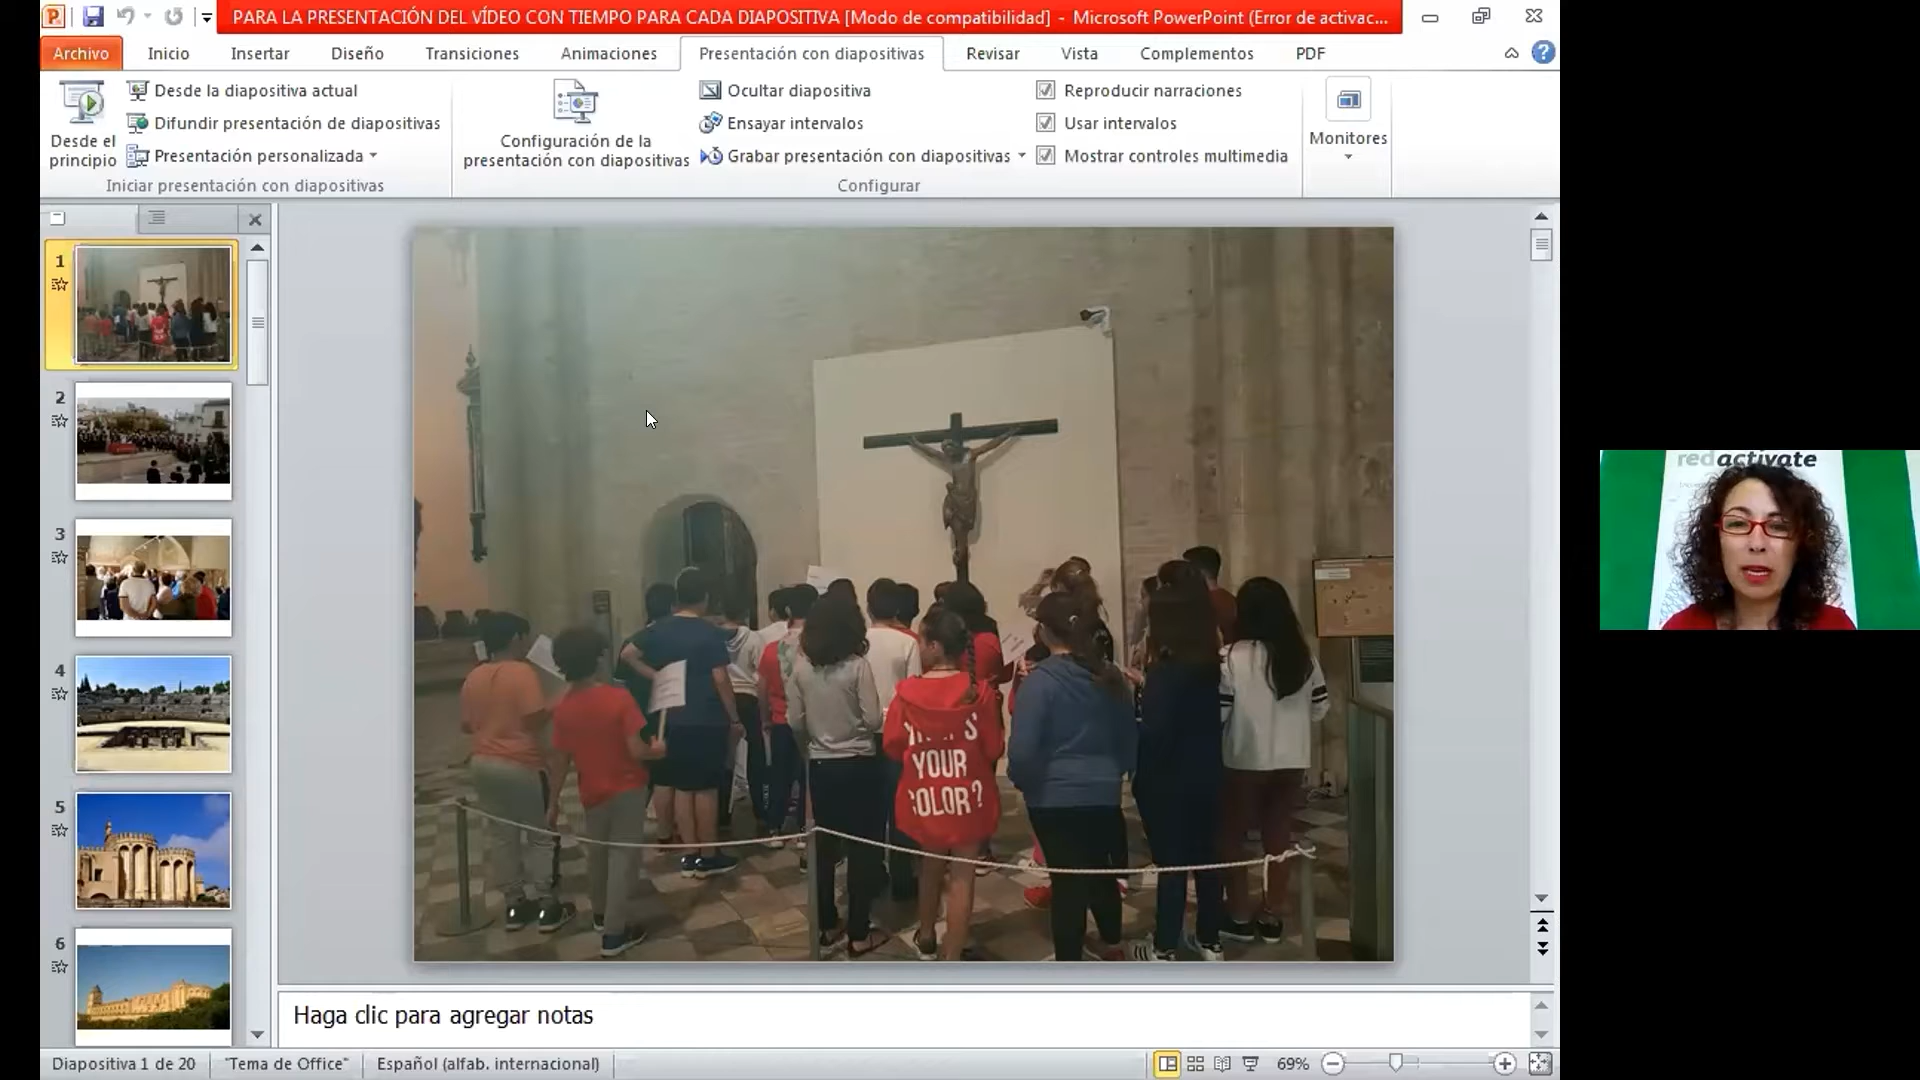 PARA LA PRESENTACIÓN DEL VÍDEO CON TIEMPO PARA CADA DIAPOSITIVA [Modo de compatibilidad] - Microsoft PowerPoint (Error de activac...
Archivo Inicio Insertar Diseño Transiciones Animaciones Presentación con diapositivas Revisar Vista Complementos PDF
Desde el principio
Desde la diapositiva actual
Difundir presentación de diapositivas
Presentación personalizada
Iniciar presentación con diapositivas
Configuración de la
presentación con diapositivas
Ocultar diapositiva
Ensayar intervalos
Grabar presentación con diapositivas
Reproducir narraciones
Usar intervalos
Mostrar controles multimedia
Configurar
Monitores
1
2
3
4
5
6
YOUR
COLOR?
redactivate
Haga clic para agregar notas
Diapositiva 1 de 20 "Tema de Office" Español (alfab. internacional) 69%